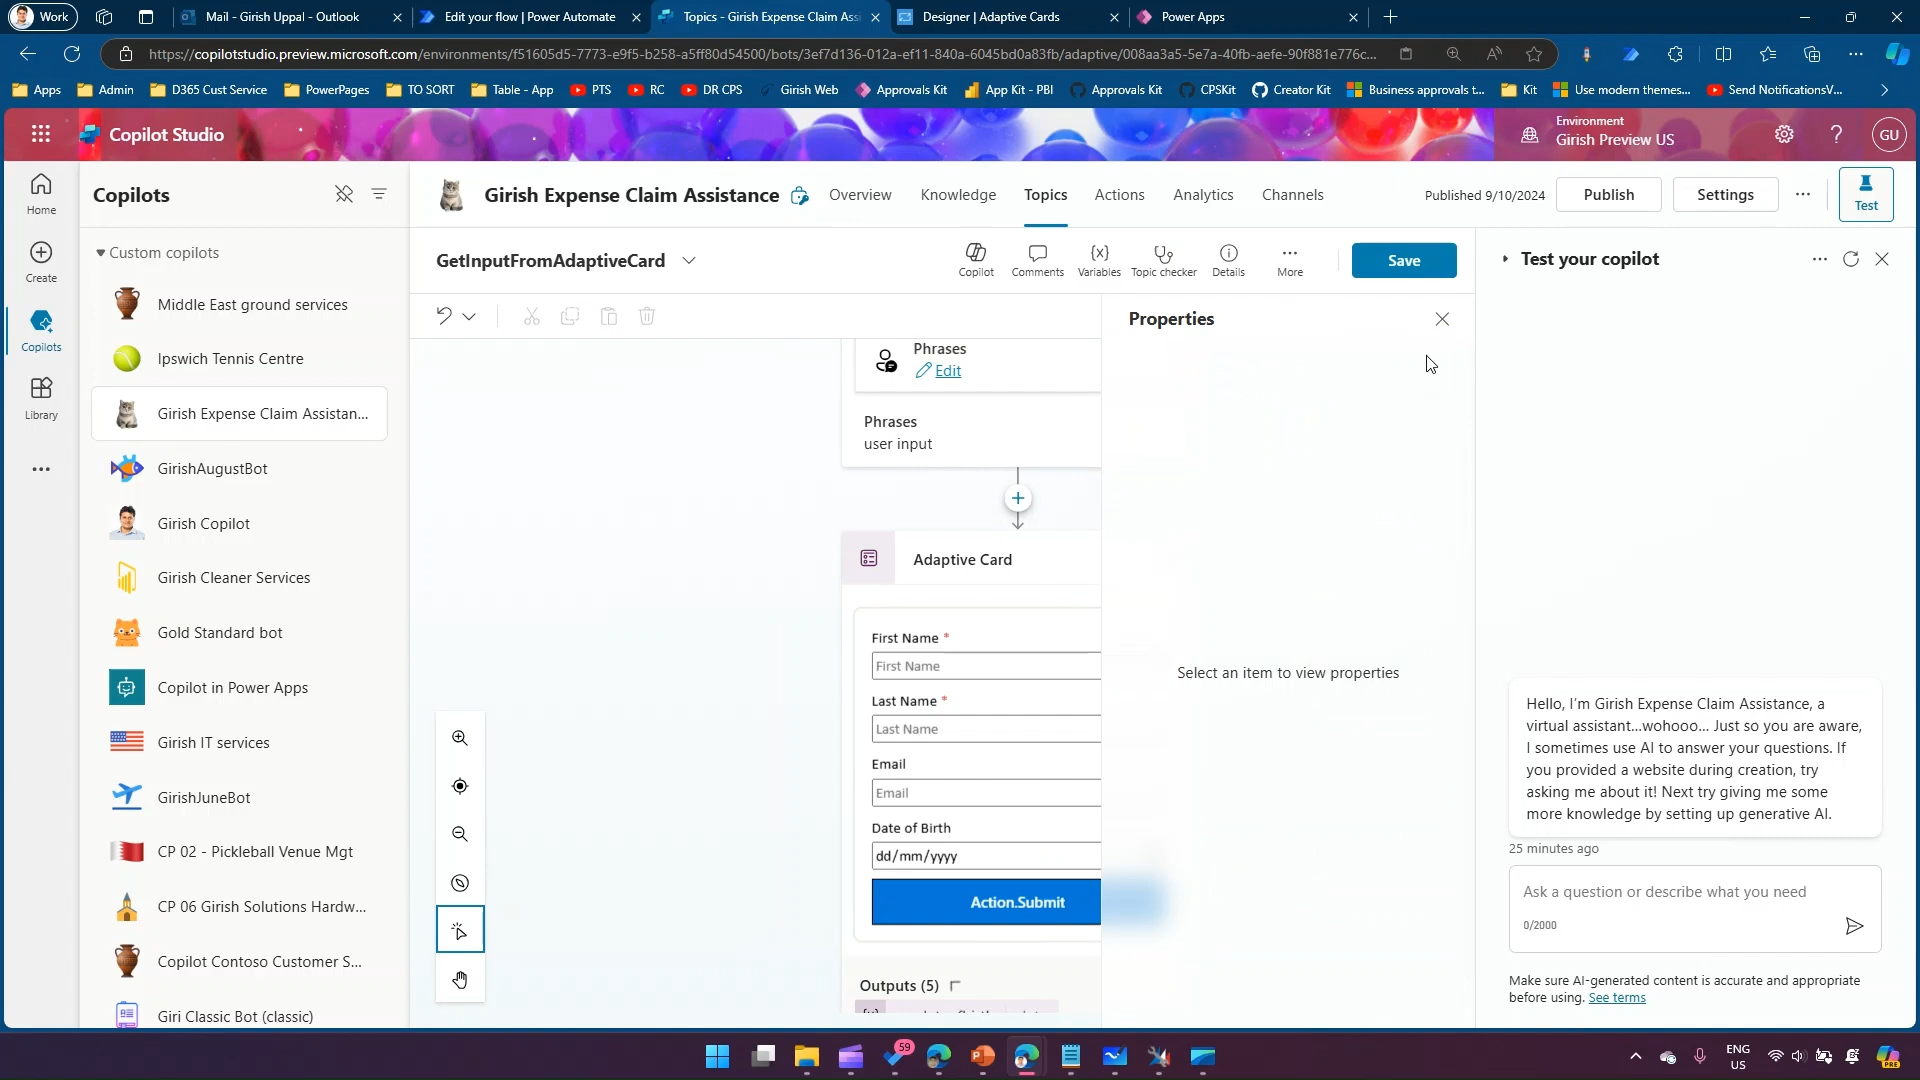 Work
Mail - Girish Uppal - Outlook
Edit your flow | Power Automate
Topics - Girish Expense Claim Assi
Designer | Adaptive Cards
Power Apps
https://copilotstudio.preview.microsoft.com/environments/f51605d5-7773-e9f5-b258-a5ff80d54500/bots/3ef7d136-012a-ef11-840a-6045bd0a83fb/adaptive/008aa3a5-5e7a-40fb-aefe-90f881e776c...
Apps
Admin
D365 Cust Service
PowerPages
TO SORT
Table - App
PTS
RC
DR CPS
Girish Web
Approvals Kit
App Kit - PBI
Approvals Kit
CPSKit
Creator Kit
Business approvals t...
Kit
Use modern themes...
Send NotificationsV...
Copilot Studio
Environment
Girish Preview US
GU
Home
Create
Copilots
Library
Copilots
Custom copilots
Middle East ground services
Ipswich Tennis Centre
Girish Expense Claim Assistan...
GirishAugustBot
Girish Copilot
Girish Cleaner Services
Gold Standard bot
Copilot in Power Apps
Girish IT services
GirishJuneBot
CP 02 - Pickleball Venue Mgt
CP 06 Girish Solutions Hardw...
Copilot Contoso Customer S...
Giri Classic Bot (classic)
Girish Expense Claim Assistance
Overview
Knowledge
Topics
Actions
Analytics
Channels
Published 9/10/2024
Publish
Settings
Test
GetInputFromAdaptiveCard
Copilot
Comments
Variables
Topic checker
Details
More
Save
Phrases
Edit
Phrases
user input
Adaptive Card
First Name *
First Name
Last Name *
Last Name
Email
Email
Date of Birth
dd/mm/yyyy
Action.Submit
Outputs (5)
Properties
Select an item to view properties
Test your copilot
Hello, I'm Girish Expense Claim Assistance, a
virtual assistant...wohooo... Just so you are aware,
I sometimes use AI to answer your questions. If
you provided a website during creation, try
asking me about it! Next try giving me some
more knowledge by setting up generative AI.
25 minutes ago
Ask a question or describe what you need
0/2000
Make sure AI-generated content is accurate and appropriate
before using. See terms
59
ENG
US
PRE